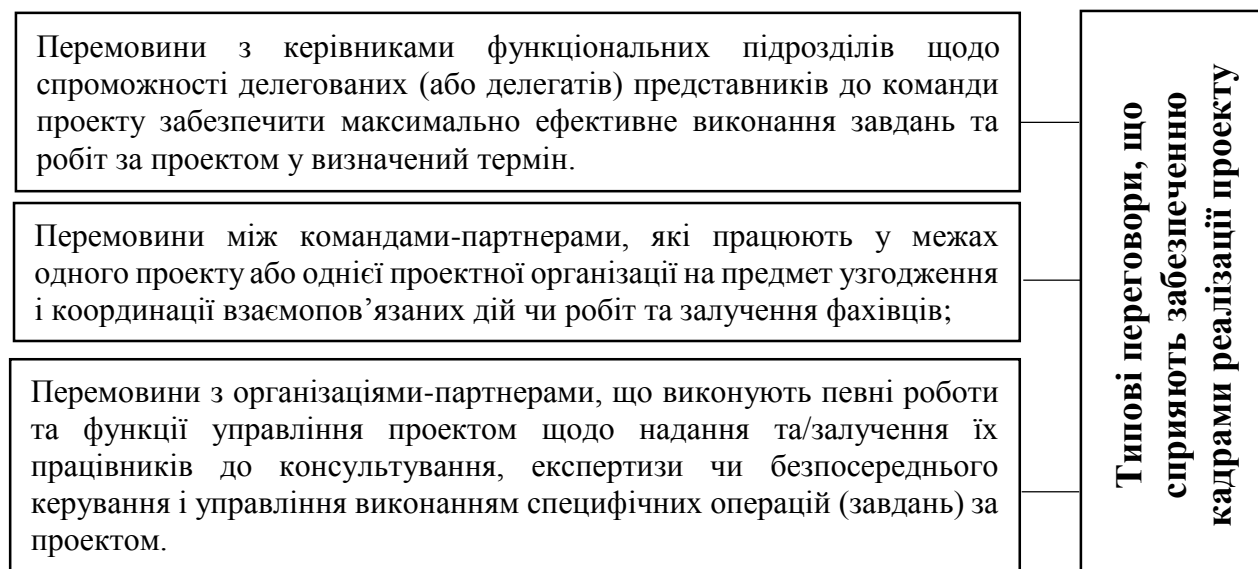 Перемовини з керівниками функціональних підрозділів щодо
спроможності делегованих (або делегатів) представників до команди
проекту забезпечити максимально ефективне виконання завдань та
робіт за проектом у визначений термін.
Перемовини між командами-партнерами, які працюють у межах
одного проекту або однієї проектної організації на предмет узгодження
і координації взаємопов’язаних дій чи робіт та залучення фахівців;
Перемовини з організаціями-партнерами, що виконують певні роботи
та функції управління проектом щодо надання та/залучення їх
працівників до консультування, експертизи чи безпосереднього
керування і управління виконанням специфічних операцій (завдань) за
проектом.
Типові переговори, що
сприяють забезпеченню
кадрами реалізації проекту